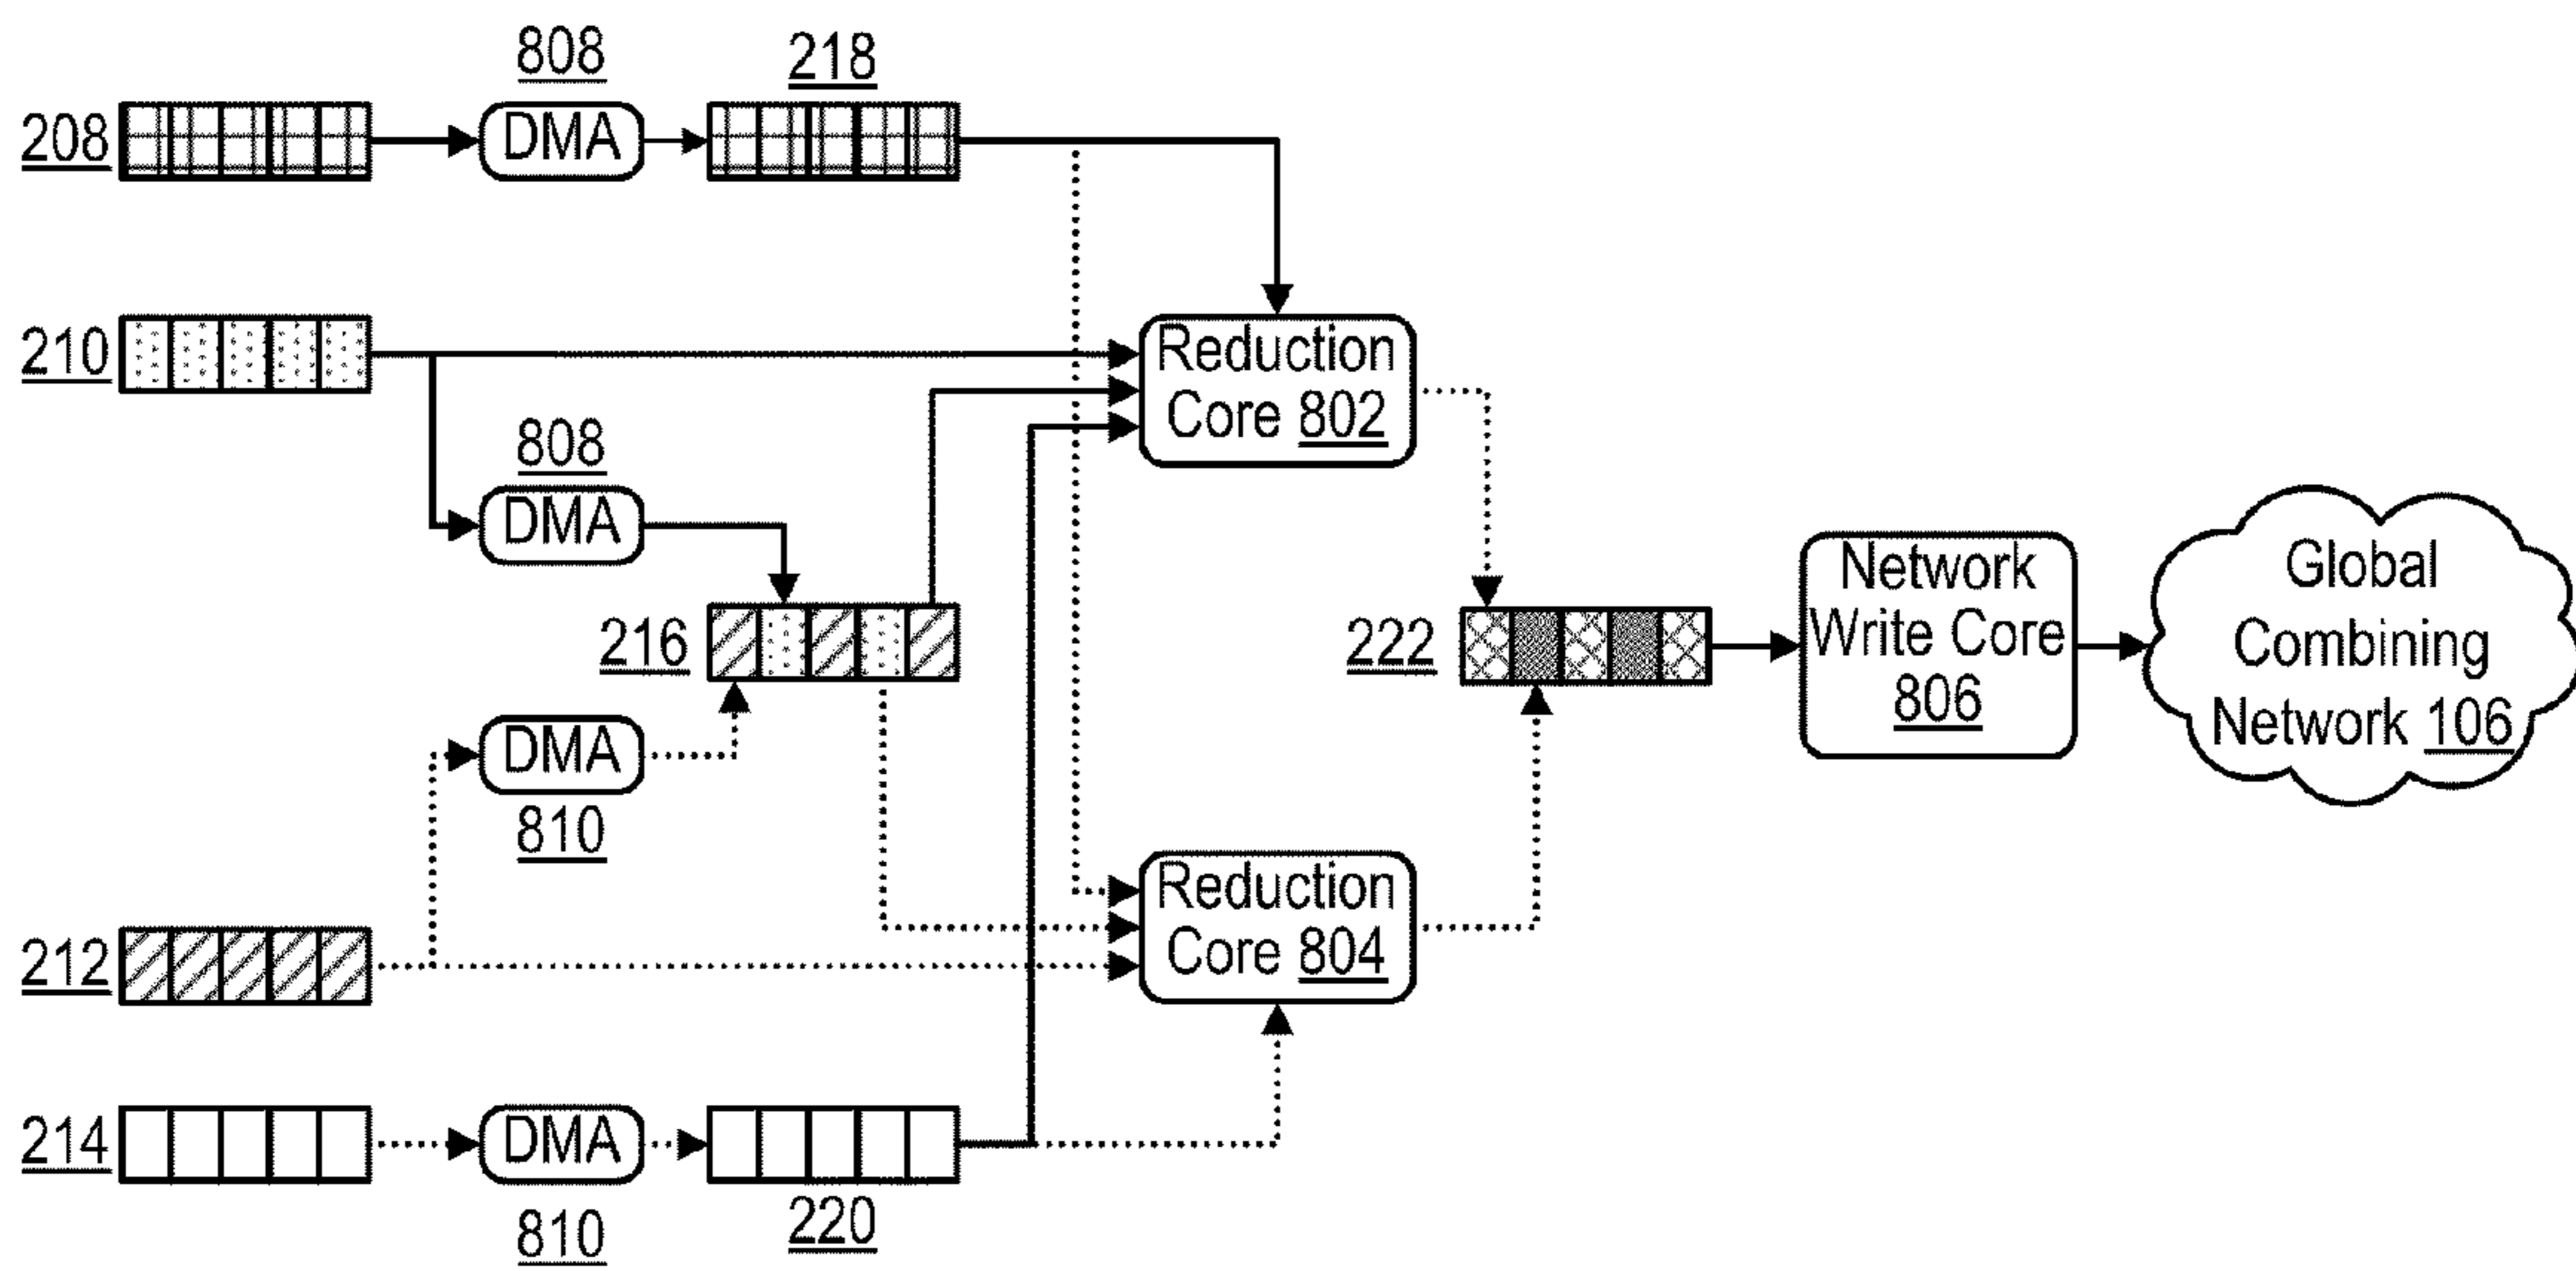 808
218
208
DMA
210
Reduction
Core 802
808
DMA
216
222
Network
Write Core
806
Global
Combining
Network 106
DMA
810
Reduction
Core 804
212
214
DMA
220
810